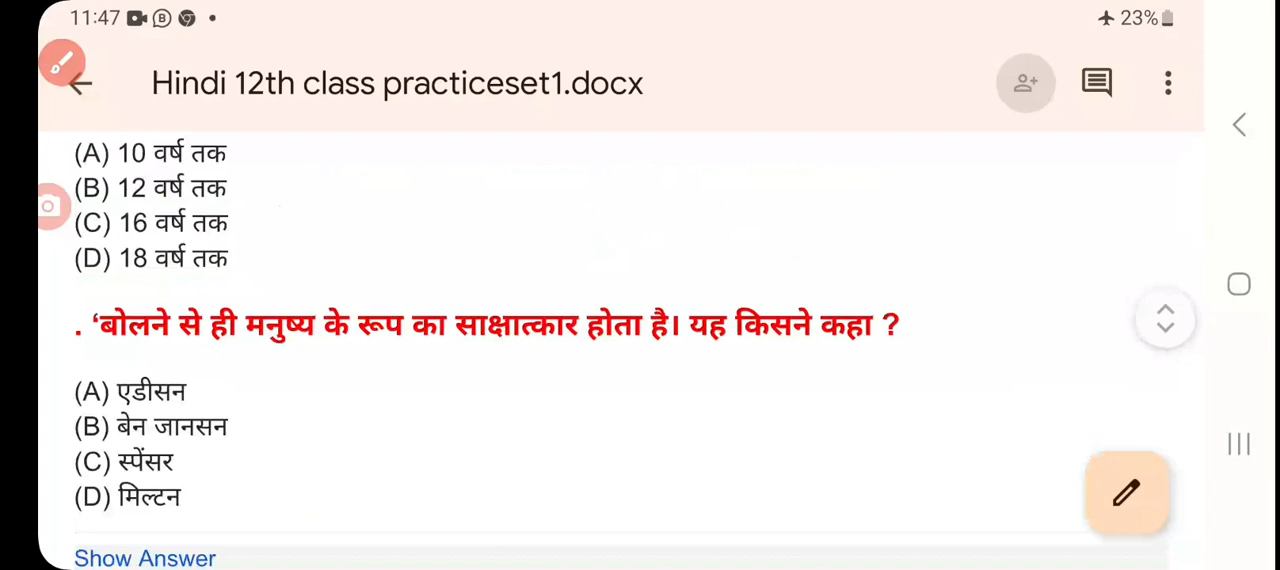 11:47 23%
Hindi 12th class practiceset1.docx
(A) 10 वर्ष तक
(B) 12 वर्ष तक
(C) 16 वर्ष तक
(D) 18 वर्ष तक
. ‘बोलने से ही मनुष्य के रूप का साक्षात्कार होता है। यह किसने कहा ?
(A) एडीसन
(B) बेन जानसन
(C) स्पेंसर
(D) मिल्टन
Show Answer